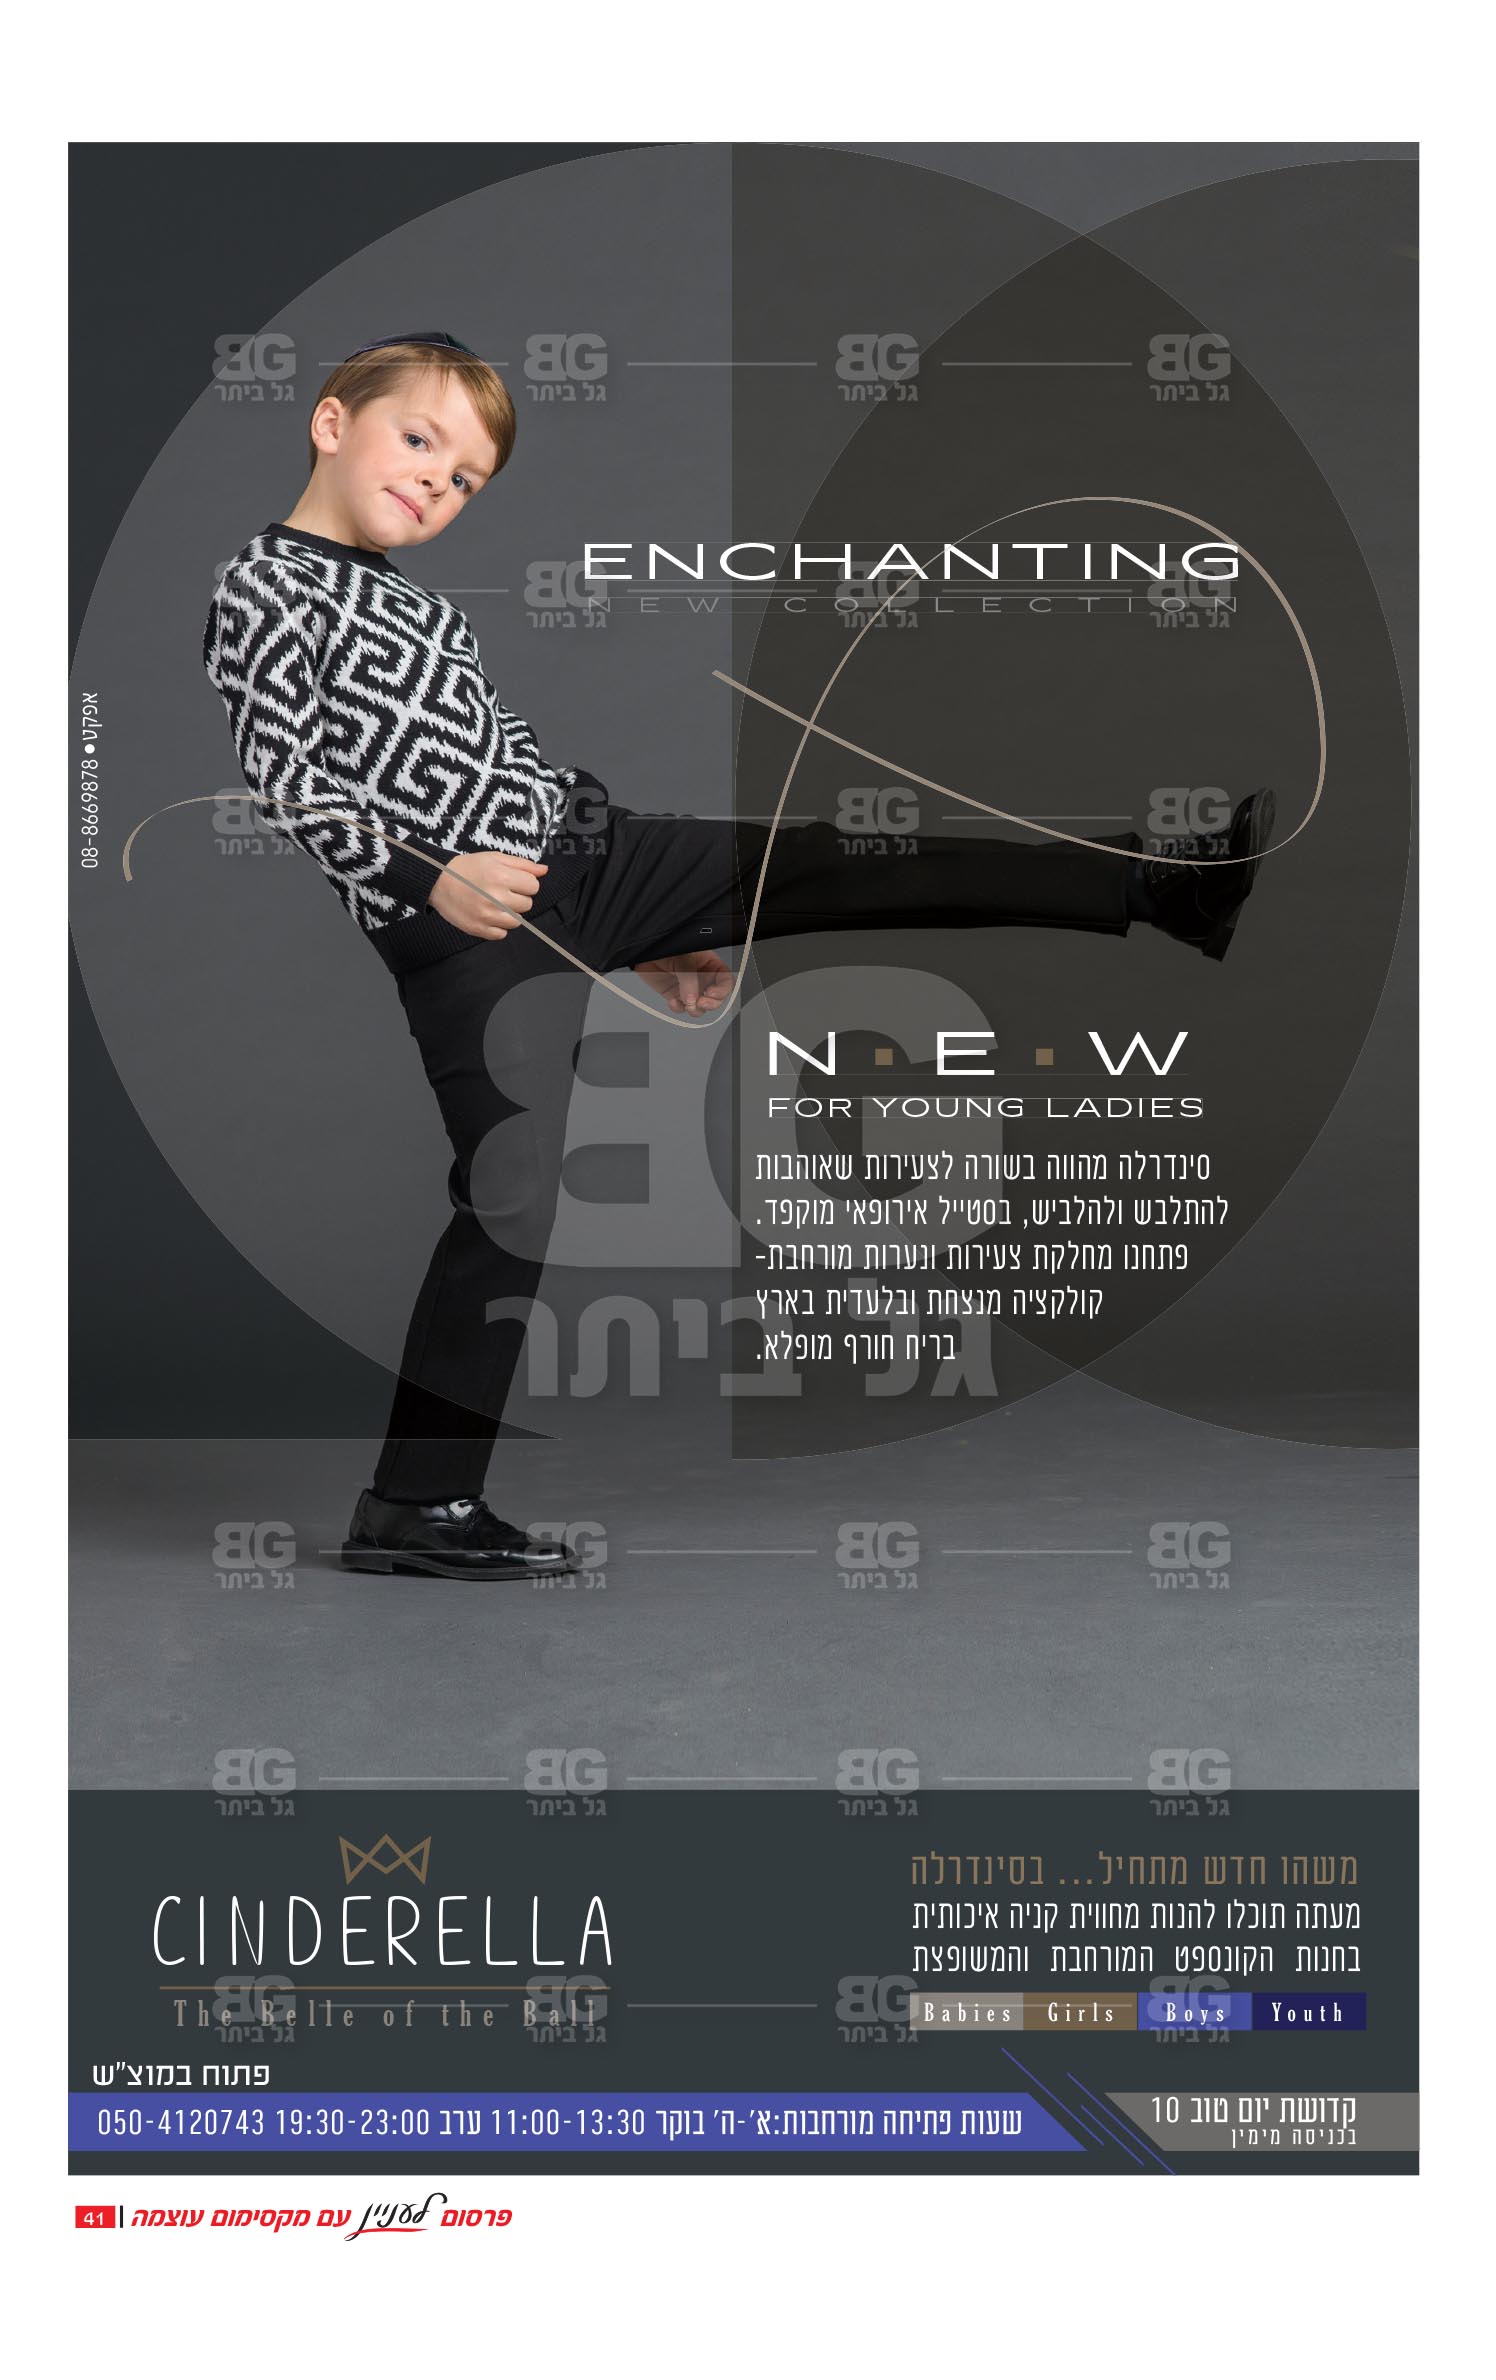 ENCHANTING
NEW COLLECTION
אפקט • 08-8669878
N.E.W
FOR YOUNG LADIES
סינדרלה מהווה בשורה לצעירות שאוהבות
להתלבש ולהלביש, בסטייל אירופאי מוקפד.
פתחנו מחלקת צעירות ונערות מורחבת-
קולקציה מנצחת ובלעדית בארץ
בריח חורף מופלא.
BG
גל ביתר
CINDERELLA
The Belle of the Ball
משהו חדש מתחיל... בסינדרלה
מעתה תוכלו להנות מחווית קניה איכותית
בחנות הקונספט המורחבת והמשופצת
Babies Girls Boys Youth
פתוח במוצ"ש
שעות פתיחה מורחבות:א'-ה' בוקר 11:00-13:30 ערב 19:30-23:00 050-4120743
קדושת יום טוב 10
בכניסה מימין
פרסום לעניין עם מקסימום עוצמה | 41